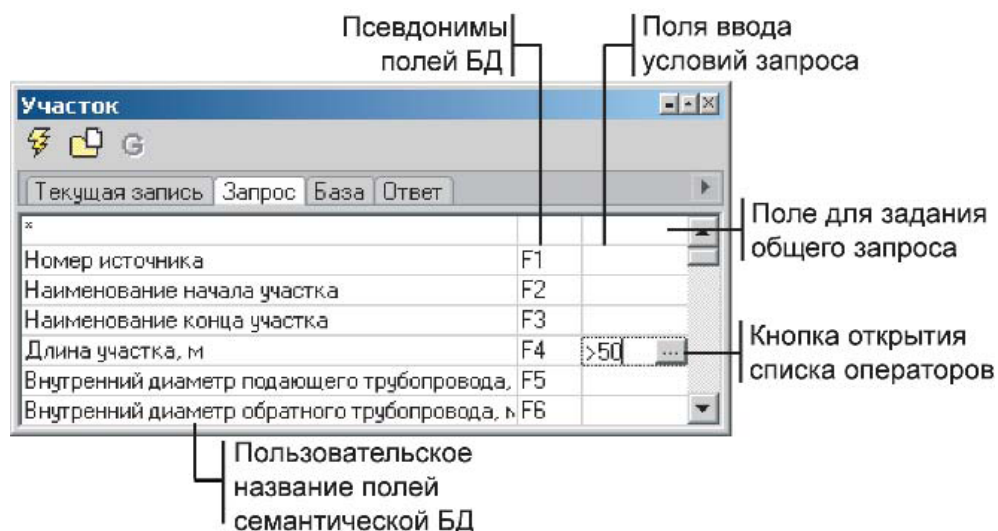 Псевдонимы
полей БД
Поля ввода
условий запроса
Участок
G
Текущая запись Запрос База Ответ
*
Поле для задания
общего запроса
Номер источника F1
Наименование начала участка F2
Наименование конца участка F3
Длина участка, м F4 >50 ...
Кнопка открытия
списка операторов
Внутренний диаметр подающего трубопровода, F5
Внутренний диаметр обратного трубопровода, м F6
Пользовательское
название полей
семантической БД